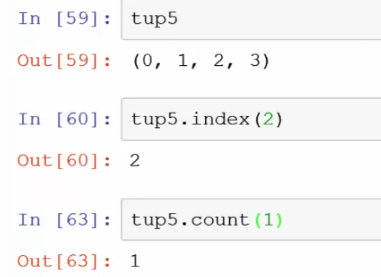 In [59]: tup5
Out[59]: (0, 1, 2, 3)
In [60]: tup5.index(2)
Out[60]: 2
In [63]: tup5.count(1)
Out[63]: 1